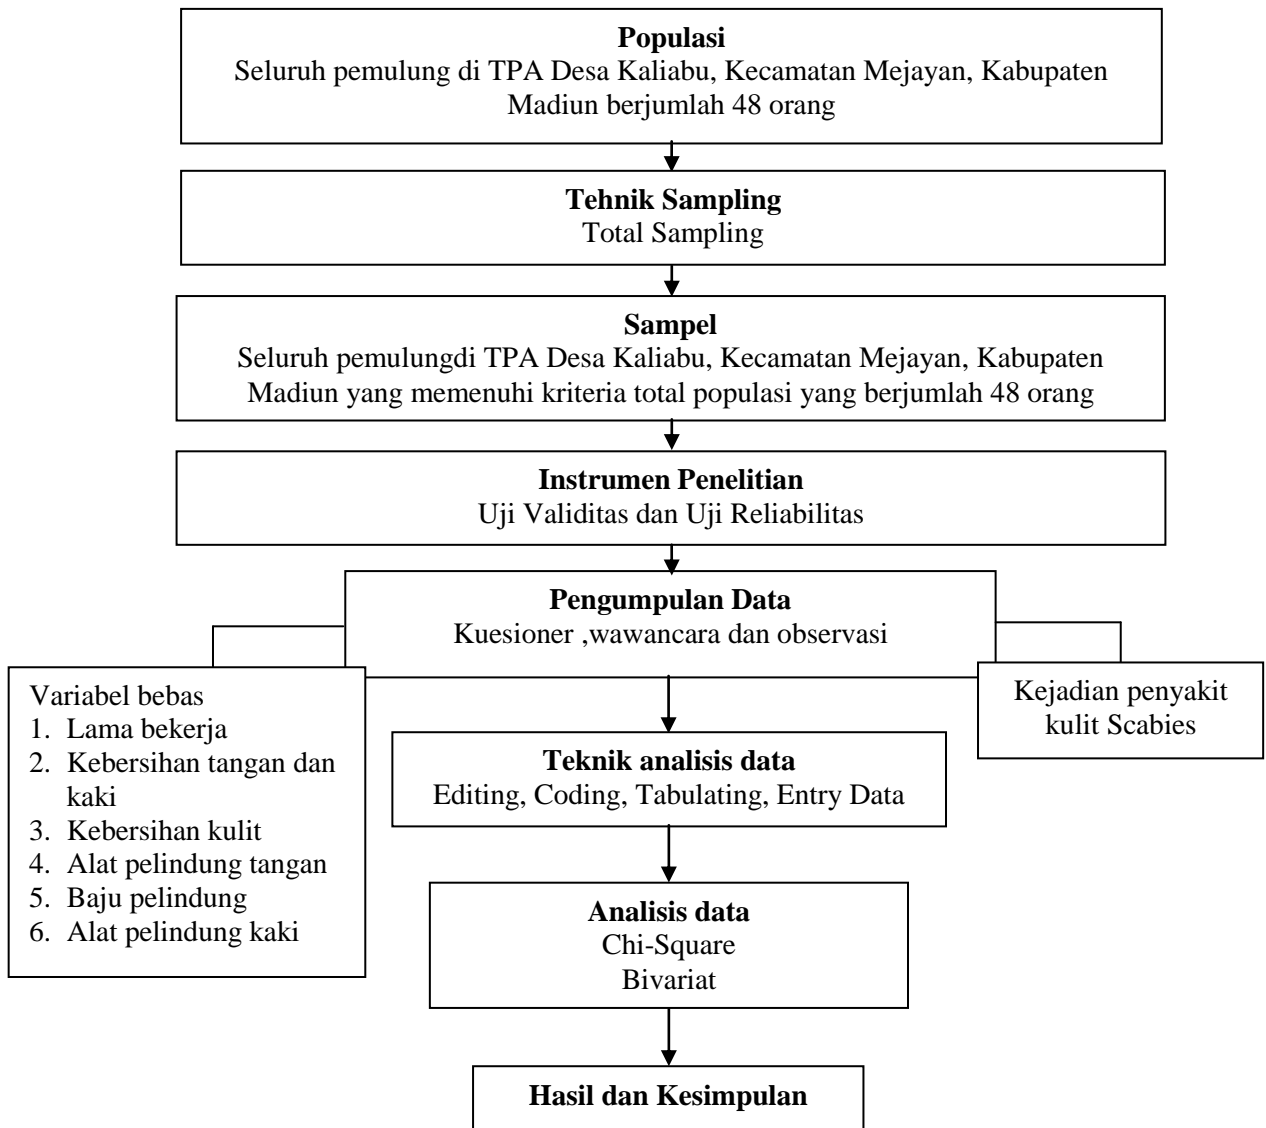 Populasi
Seluruh pemulung di TPA Desa Kaliabu, Kecamatan Mejayan, Kabupaten
Madiun berjumlah 48 orang
Tehnik Sampling
Total Sampling
Sampel
Seluruh pemulungdi TPA Desa Kaliabu, Kecamatan Mejayan, Kabupaten
Madiun yang memenuhi kriteria total populasi yang berjumlah 48 orang
Instrumen Penelitian
Uji Validitas dan Uji Reliabilitas
Pengumpulan Data
Kuesioner ,wawancara dan observasi
Variabel bebas
1. Lama bekerja
2. Kebersihan tangan dan
kaki
3. Kebersihan kulit
4. Alat pelindung tangan
5. Baju pelindung
6. Alat pelindung kaki
Kejadian penyakit
kulit Scabies
Teknik analisis data
Editing, Coding, Tabulating, Entry Data
Analisis data
Chi-Square
Bivariat
Hasil dan Kesimpulan